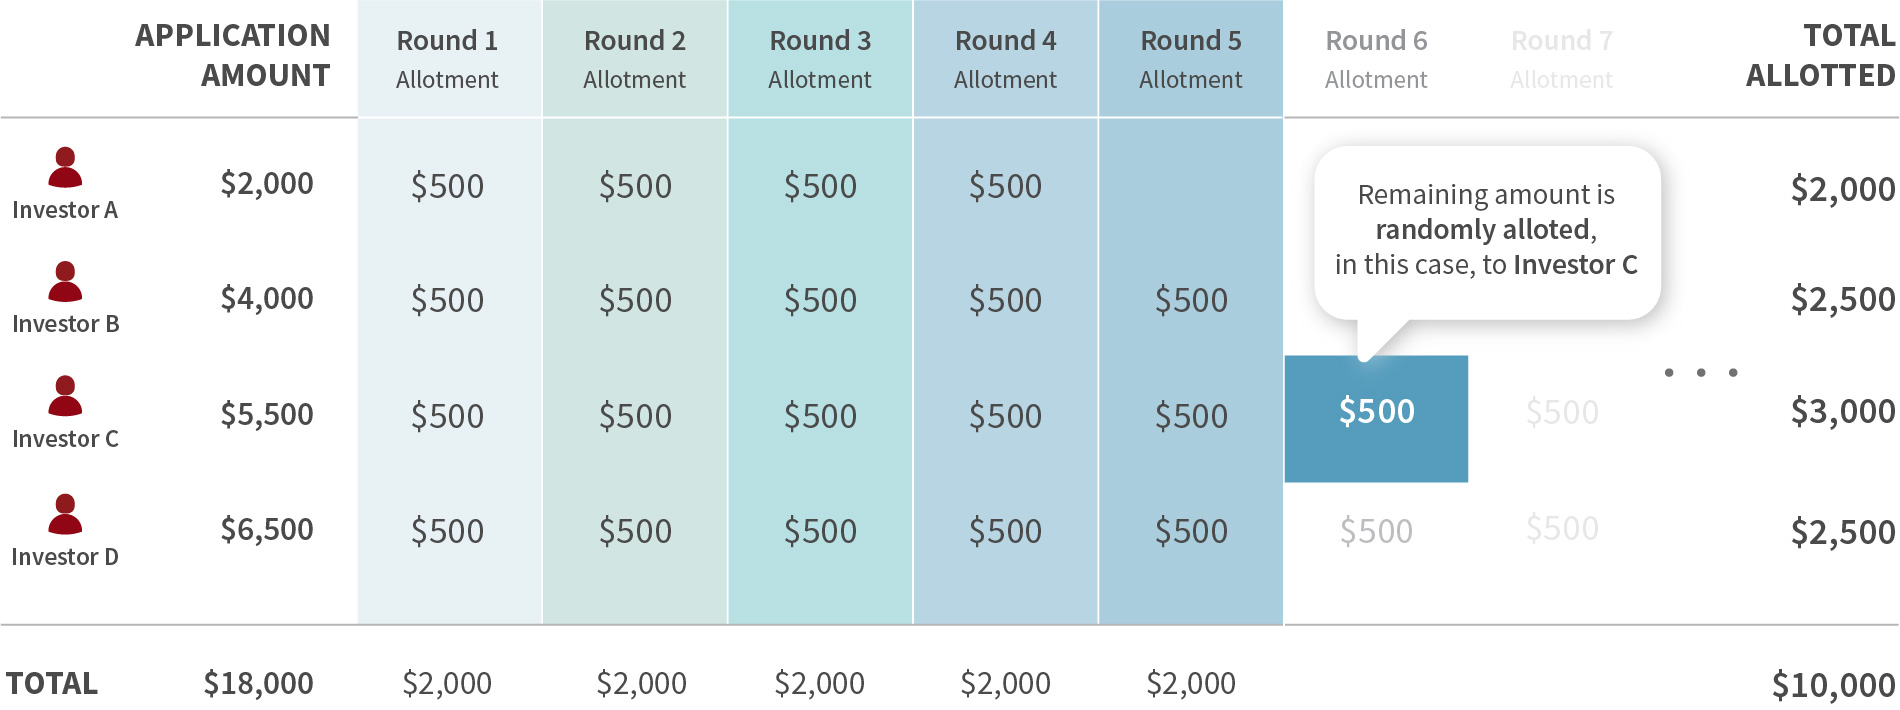 APPLICATION AMOUNT Round 1 Allotment Round 2 Allotment Round 3 Allotment Round 4 Allotment Round 5 Allotment Round 6 Allotment Round 7 Allotment TOTAL ALLOTTED
Investor A $2,000 $500 $500 $500 $500 $2,000
Remaining amount is
randomly alloted,
in this case, to Investor C
Investor B $4,000 $500 $500 $500 $500 $500 $2,500
Investor C $5,500 $500 $500 $500 $500 $500 $500 $500 . . . $3,000
Investor D $6,500 $500 $500 $500 $500 $500 $500 $500 $2,500
TOTAL $18,000 $2,000 $2,000 $2,000 $2,000 $2,000 $10,000